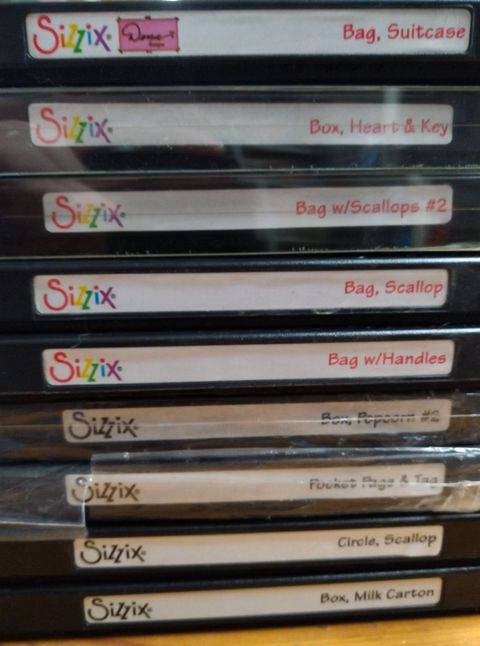 Sizzix Bag, Suitcase
Sizzix Box, Heart & Key
Sizzix Bag w/Scallops #2
Sizzix Bag, Scallop
Sizzix Bag w/Handles
Sizzix Box, Popcorn #2
Sizzix Pocket Page & Tag
Sizzix Circle, Scallop
Sizzix Box, Milk Carton